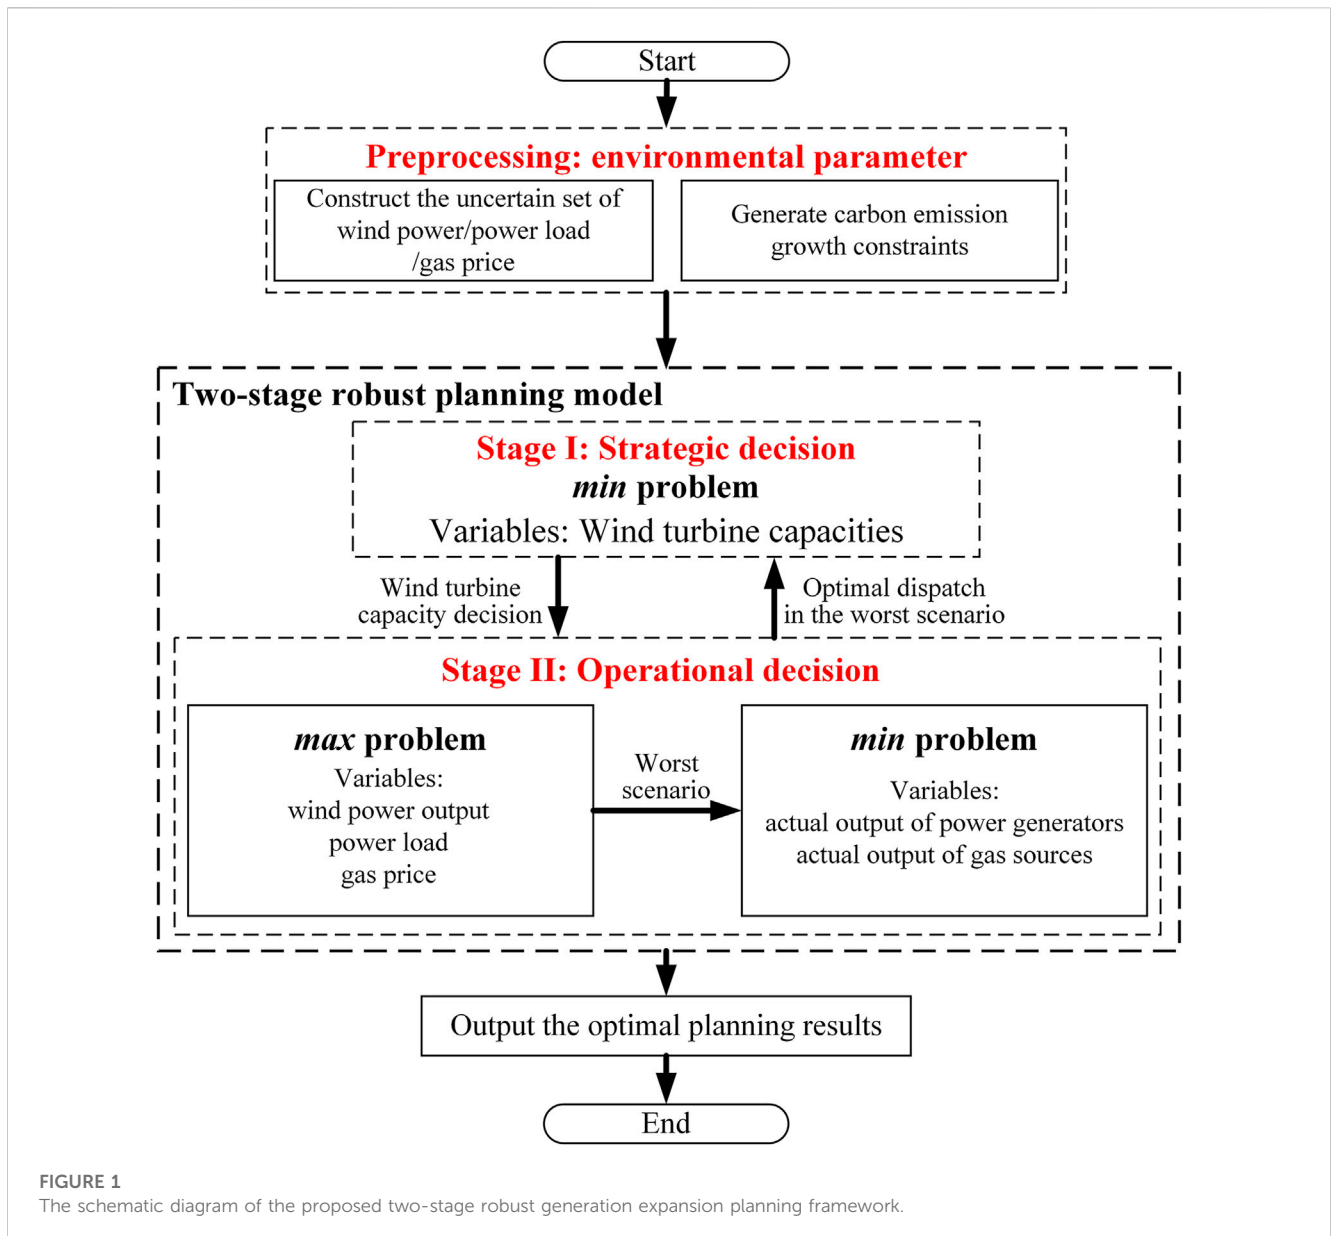 Start
Preprocessing: environmental parameter
Construct the uncertain set of
wind power/power load
/gas price
Generate carbon emission
growth constraints
Two-stage robust planning model
Stage I: Strategic decision
min problem
Variables: Wind turbine capacities
Wind turbine
capacity decision
Optimal dispatch
in the worst scenario
Stage II: Operational decision
max problem
Variables:
wind power output
power load
gas price
Worst
scenario
min problem
Variables:
actual output of power generators
actual output of gas sources
Output the optimal planning results
End
FIGURE 1
The schematic diagram of the proposed two-stage robust generation expansion planning framework.